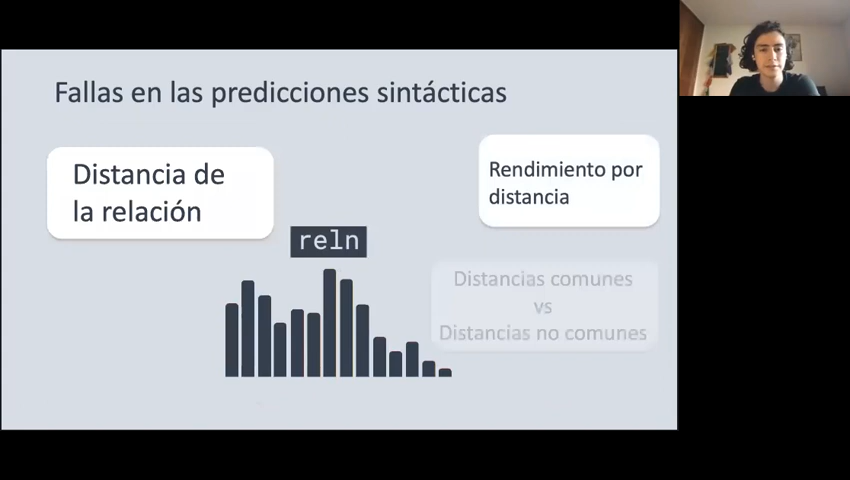 Fallas en las predicciones sintácticas
Distancia de
la relación
Rendimiento por
distancia
reln
Distancias comunes
vs
Distancias no comunes